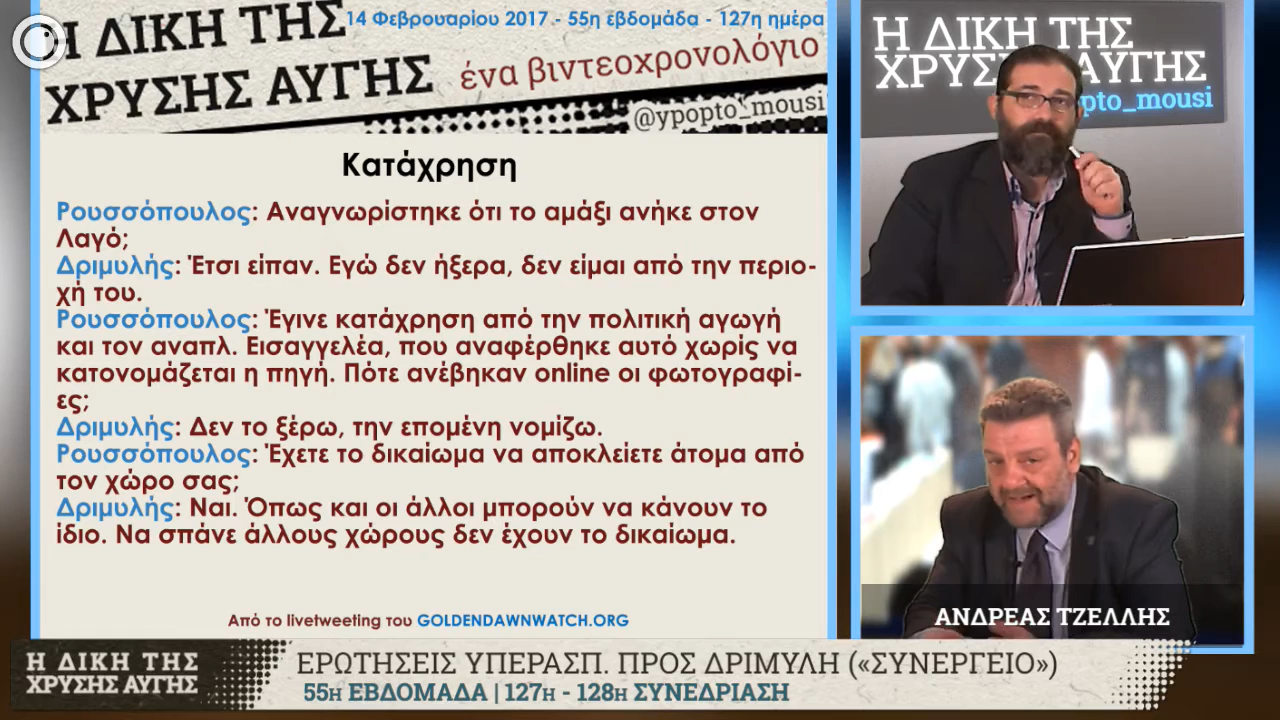 Η ΔΙΚΗ ΤΗΣ
14 Φεβρουαρίου 2017 - 55η εβδομάδα - 127η ημέρα
ΧΡΥΣΗΣ ΑΥΓΗΣ
ένα βιντεοχρονολόγιο
@ypopto_mousi
Κατάχρηση
Ρουσσόπουλος: Αναγνωρίστηκε ότι το αμάξι ανήκε στον
Λαγό;
Δριμυλής: Έτσι είπαν. Εγώ δεν ήξερα, δεν είμαι από την περιο-
χή του.
Ρουσσόπουλος: Έγινε κατάχρηση από την πολιτική αγωγή
και τον αναπλ. Εισαγγελέα, που αναφέρθηκε αυτό χωρίς να
κατονομάζεται η πηγή. Πότε ανέβηκαν online οι φωτογραφί-
ες;
Δριμυλής: Δεν το ξέρω, την επομένη νομίζω.
Ρουσσόπουλος: Έχετε το δικαίωμα να αποκλείετε άτομα από
τον χώρο σας;
Δριμυλής: Ναι. Όπως και οι άλλοι μπορούν να κάνουν το
ίδιο. Να σπάνε άλλους χώρους δεν έχουν το δικαίωμα.
Από το livetweeting του GOLDENDAWNWATCH.ORG
Η ΔΙΚΗ ΤΗΣ
ΧΡΥΣ ΑΥΓΗΣ
pto_mousi
ΑΝΔΡΕΑΣ ΤΖΕΛΛΗΣ
Η ΔΙΚΗ ΤΗΣ
ΧΡΥΣΗΣ ΑΥΓΗΣ
ΕΡΩΤΗΣΕΙΣ ΥΠΕΡΑΣΠ. ΠΡΟΣ ΔΡΙΜΥΛΗ («ΣΥΝΕΡΓΕΙΟ»)
55η ΕΒΔΟΜΑΔΑ | 127η - 128η ΣΥΝΕΔΡΙΑΣΗ